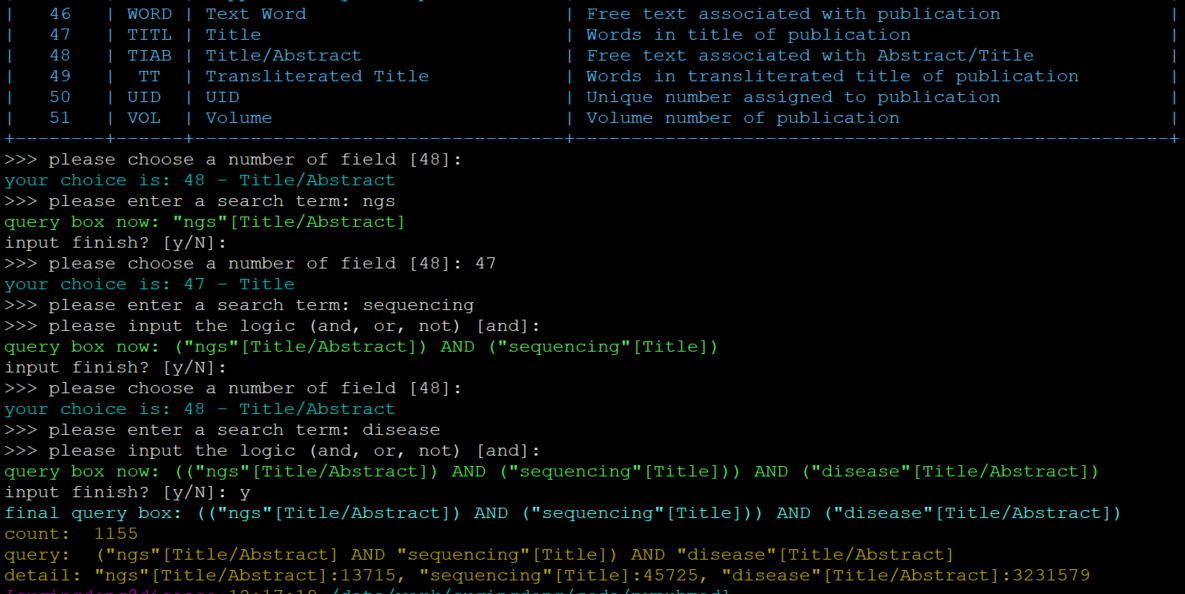 | 46 | WORD | Text Word | Free text associated with publication |
| 47 | TITL | Title | Words in title of publication |
| 48 | TIAB | Title/Abstract | Free text associated with Abstract/Title |
| 49 | TT | Transliterated Title | Words in transliterated title of publication |
| 50 | UID | UID | Unique number assigned to publication |
| 51 | VOL | Volume | Volume number of publication |
+--------+------+----------------------------------+------------------------------------------------------+
>>> please choose a number of field [48]:
your choice is: 48 - Title/Abstract
>>> please enter a search term: ngs
query box now: "ngs"[Title/Abstract]
input finish? [y/N]:
>>> please choose a number of field [48]: 47
your choice is: 47 - Title
>>> please enter a search term: sequencing
>>> please input the logic (and, or, not) [and]:
query box now: ("ngs"[Title/Abstract]) AND ("sequencing"[Title])
input finish? [y/N]:
>>> please choose a number of field [48]:
your choice is: 48 - Title/Abstract
>>> please enter a search term: disease
>>> please input the logic (and, or, not) [and]:
query box now: (("ngs"[Title/Abstract]) AND ("sequencing"[Title])) AND ("disease"[Title/Abstract])
input finish? [y/N]: y
final query box: (("ngs"[Title/Abstract]) AND ("sequencing"[Title])) AND ("disease"[Title/Abstract])
count: 1155
query: ("ngs"[Title/Abstract] AND "sequencing"[Title]) AND "disease"[Title/Abstract]
detail: "ngs"[Title/Abstract]:13715, "sequencing"[Title]:45725, "disease"[Title/Abstract]:3231579